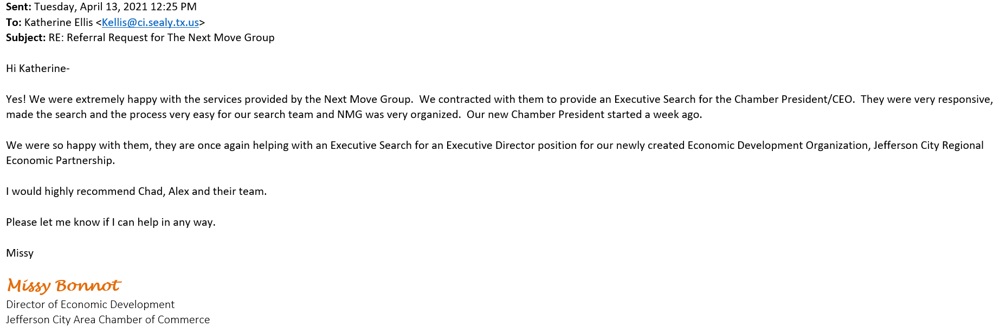 Sent: Tuesday, April 13, 2021 12:25 PM
To: Katherine Ellis <Kellis@ci.sealy.tx.us>
Subject: RE: Referral Request for The Next Move Group
Hi Katherine-
Yes! We were extremely happy with the services provided by the Next Move Group.  We contracted with them to provide an Executive Search for the Chamber President/CEO.  They were very responsive,
made the search and the process very easy for our search team and NMG was very organized.  Our new Chamber President started a week ago.
We were so happy with them, they are once again helping with an Executive Search for an Executive Director position for our newly created Economic Development Organization, Jefferson City Regional
Economic Partnership.
I would highly recommend Chad, Alex and their team.
Please let me know if I can help in any way.
Missy
Missy Bonnot
Director of Economic Development
Jefferson City Area Chamber of Commerce